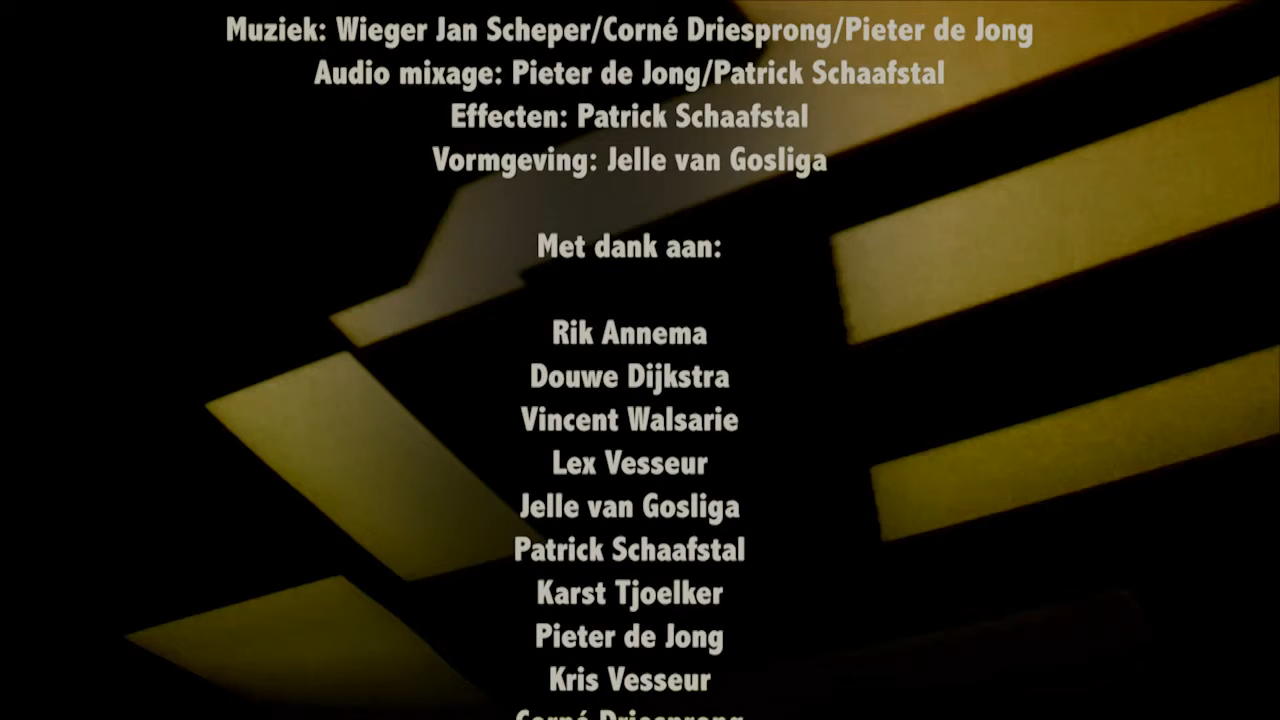 Muziek: Wieger Jan Scheper/Corné Driesprong/Pieter de Jong
Audio mixage: Pieter de Jong/Patrick Schaafstal
Effecten: Patrick Schaafstal
Vormgeving: Jelle van Gosliga
Met dank aan:
Rik Annema
Douwe Dijkstra
Vincent Walsarie
Lex Vesseur
Jelle van Gosliga
Patrick Schaafstal
Karst Tjoelker
Pieter de Jong
Kris Vesseur
Corné Driesprong